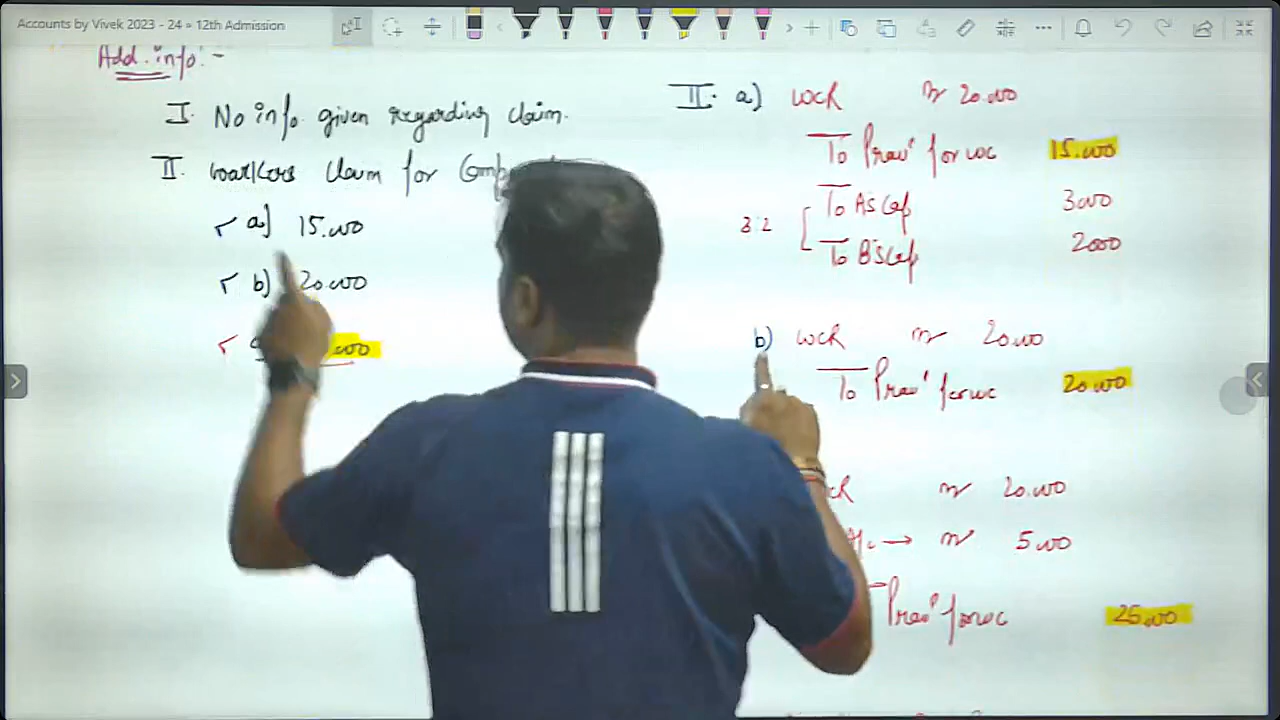 Accounts by Vivek 2023 - 24 = 12th Admission
Add. info:-
I. No info given regarding claim.
II. Workers claim for Comp
a) 15,000
b) 20,000
II. a) WCR Dr 20,000
To Prov' for WC 15,000
3:2
To A's Cap 3000
To B's Cap 2000
b) WCR Dr 20,000
To Prov' for WC 20,000
CR Dr 20,000
A/c → Dr 5000
Prov' for WC 25,000